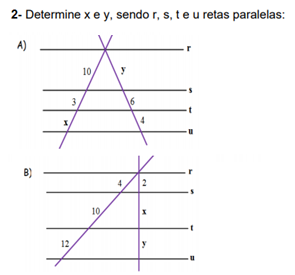 2- Determine x e y, sendo r, s, t e u retas paralelas:
A)
r
10 y
s
3 6
t
x 4
u
B)
r
4 2
s
10 x
t
12 y
u